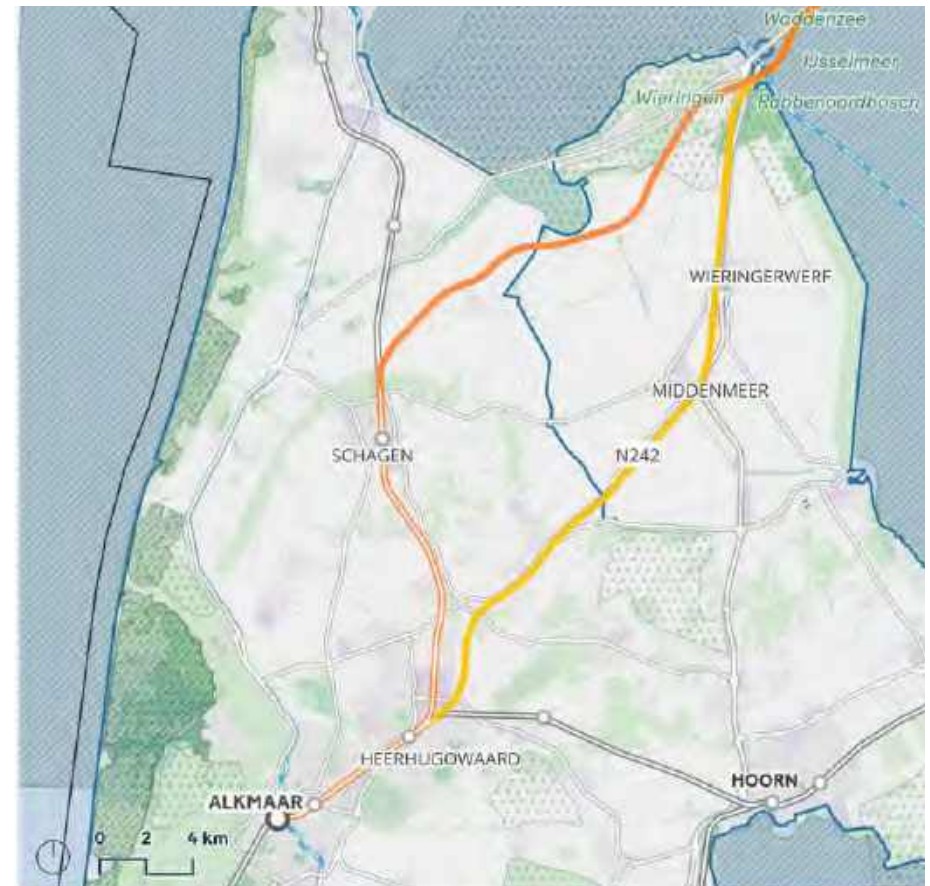 Waddenzee
IJsselmeer
Wieringen
Robbenoordbosch
WIERINGERWERF
MIDDENMEER
SCHAGEN
N242
HEERHUGOWAARD
HOORN
ALKMAAR
0 2 4 km